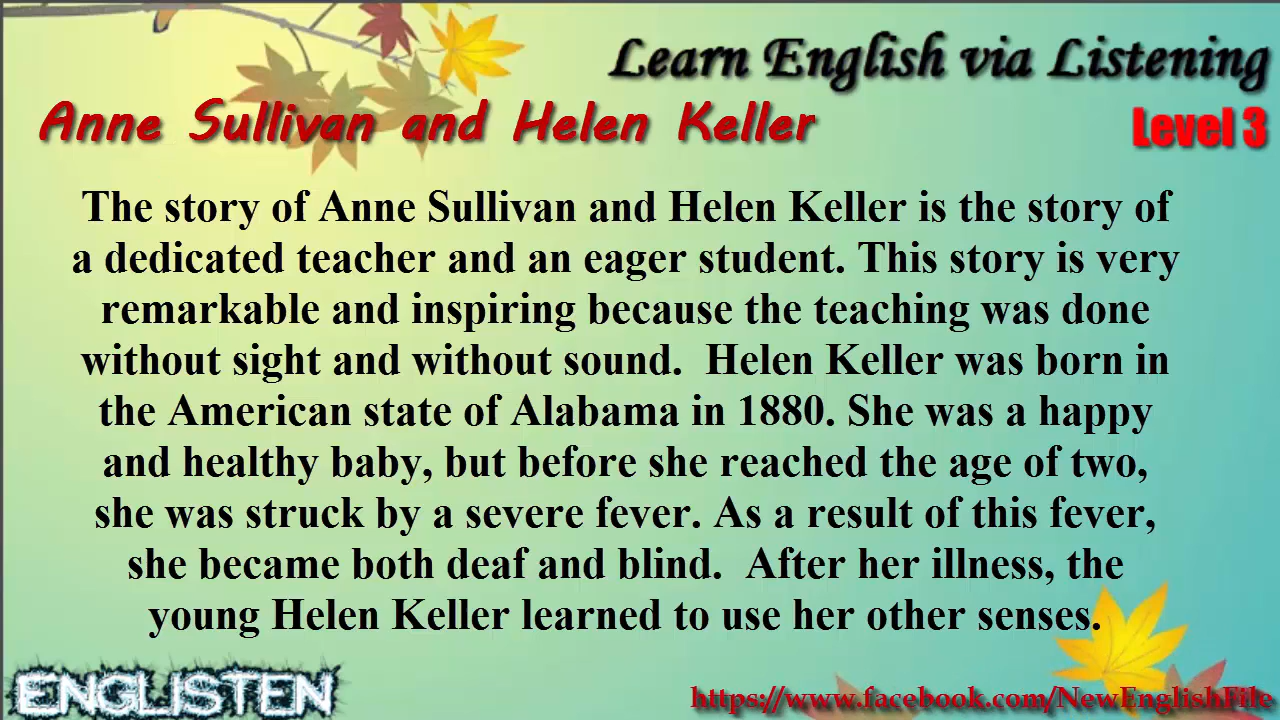 Learn English via Listening
Anne Sullivan and Helen Keller
Level 3
The story of Anne Sullivan and Helen Keller is the story of
a dedicated teacher and an eager student. This story is very
remarkable and inspiring because the teaching was done
without sight and without sound.  Helen Keller was born in
the American state of Alabama in 1880. She was a happy
and healthy baby, but before she reached the age of two,
she was struck by a severe fever. As a result of this fever,
she became both deaf and blind.  After her illness, the
young Helen Keller learned to use her other senses.
ENGLISTEN
https://www.facebook.com/NewEnglishFile